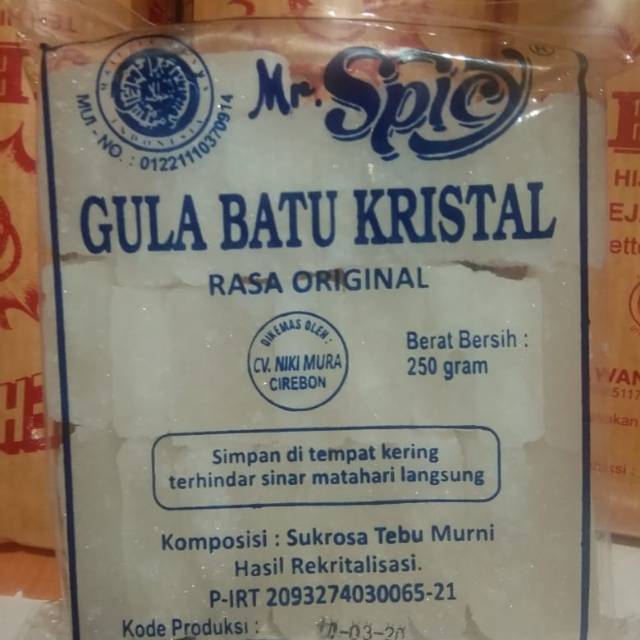 Mr. Spicy ®
MUI - NO. : 01221110370914
GULA BATU KRISTAL
RASA ORIGINAL
DIKEMAS OLEH :
CV. NIKI MURA
CIREBON
Berat Bersih :
250 gram
Simpan di tempat kering
terhindar sinar matahari langsung
Komposisi : Sukrosa Tebu Murni
Hasil Rekritalisasi.
P-IRT 2093274030065-21
Kode Produksi :